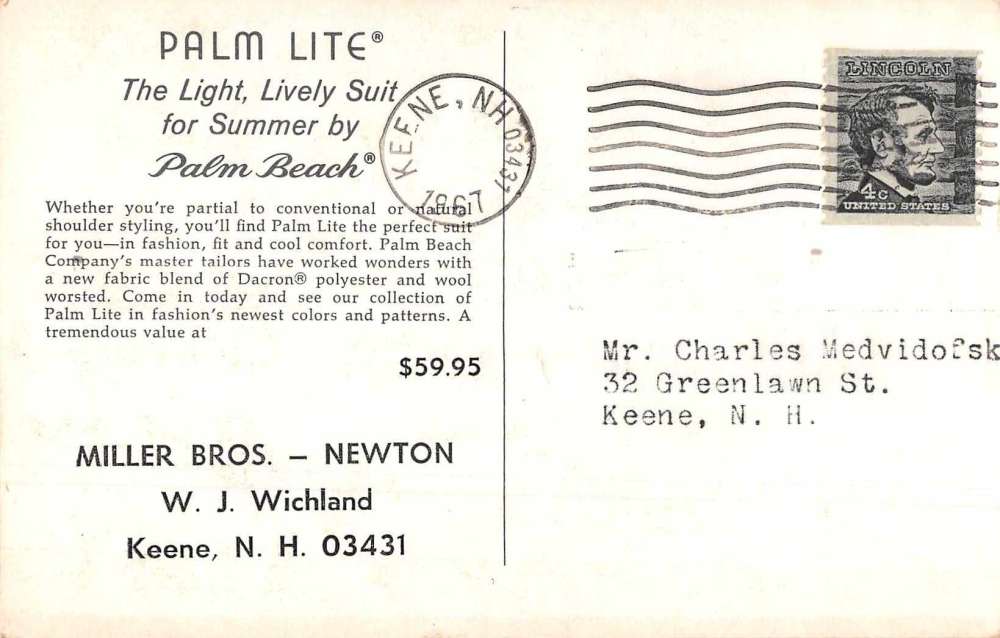 PALM LITE®
The Light, Lively Suit
for Summer by
Palm Beach®
Whether you're partial to conventional or natural
shoulder styling, you'll find Palm Lite the perfect suit
for you—in fashion, fit and cool comfort. Palm Beach
Company's master tailors have worked wonders with
a new fabric blend of Dacron® polyester and wool
worsted. Come in today and see our collection of
Palm Lite in fashion's newest colors and patterns. A
tremendous value at
$59.95
MILLER BROS. – NEWTON
W. J. Wichland
Keene, N. H. 03431
KEENE, NH 03431
1967
LINCOLN
4c
UNITED STATES
Mr. Charles Medvidofsk
32 Greenlawn St.
Keene, N. H.